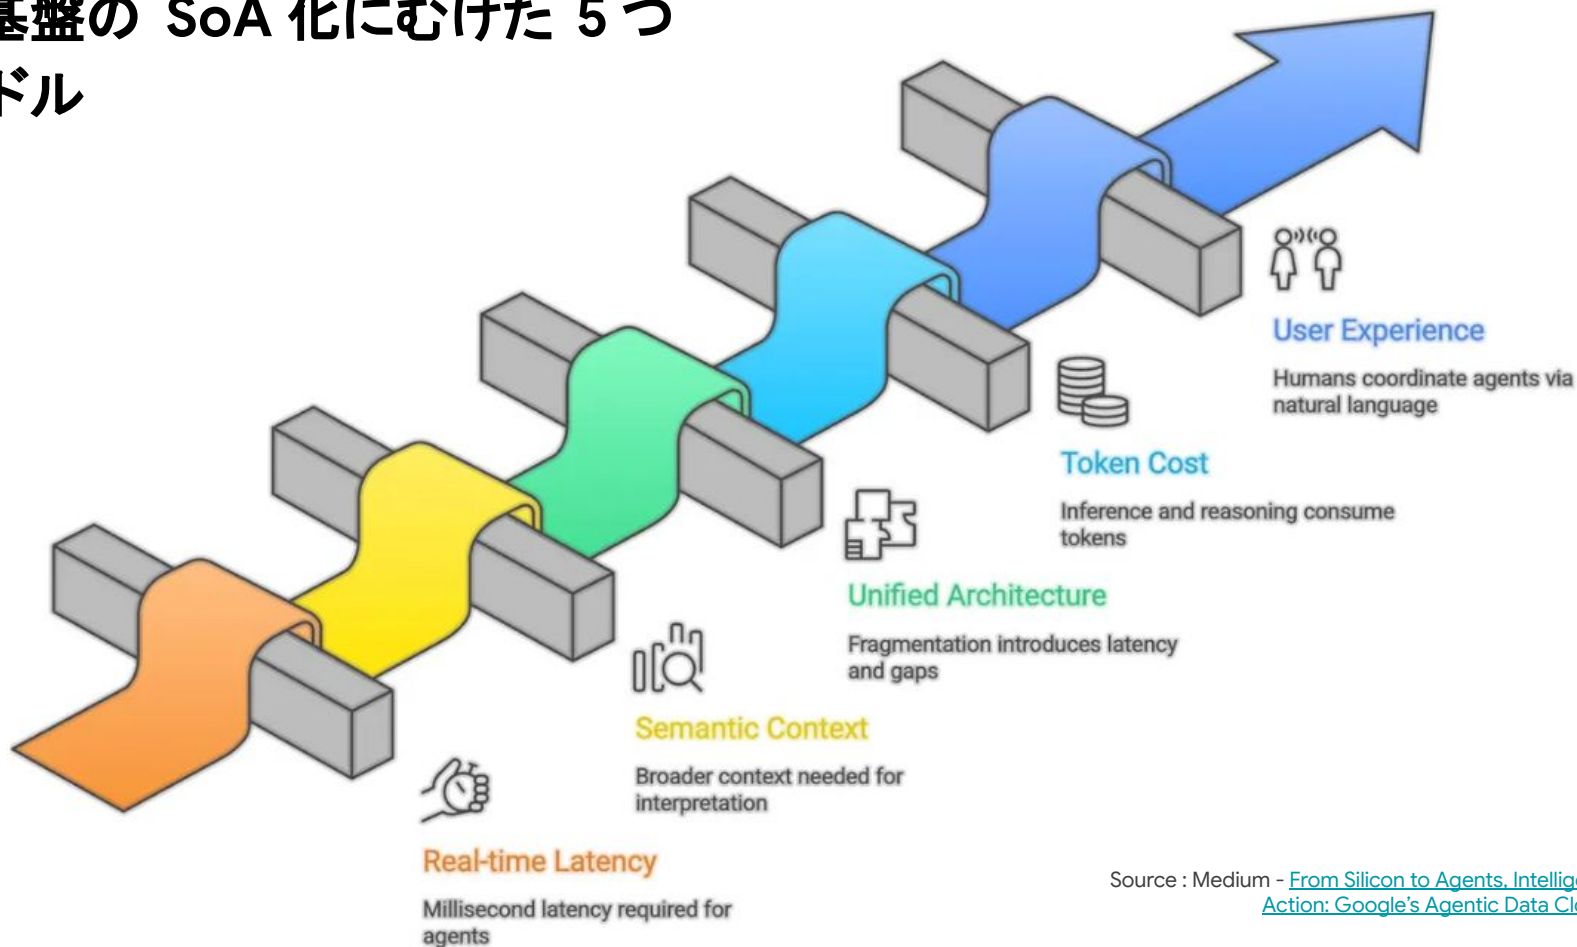 基盤の SoA 化にむけた 5 つ
ドル
User Experience
Humans coordinate agents via
natural language
Token Cost
Inference and reasoning consume
tokens
Unified Architecture
Fragmentation introduces latency
and gaps
Semantic Context
Broader context needed for
interpretation
Real-time Latency
Millisecond latency required for
agents
Source : Medium - From Silicon to Agents, Intellig
Action: Google's Agentic Data Cl